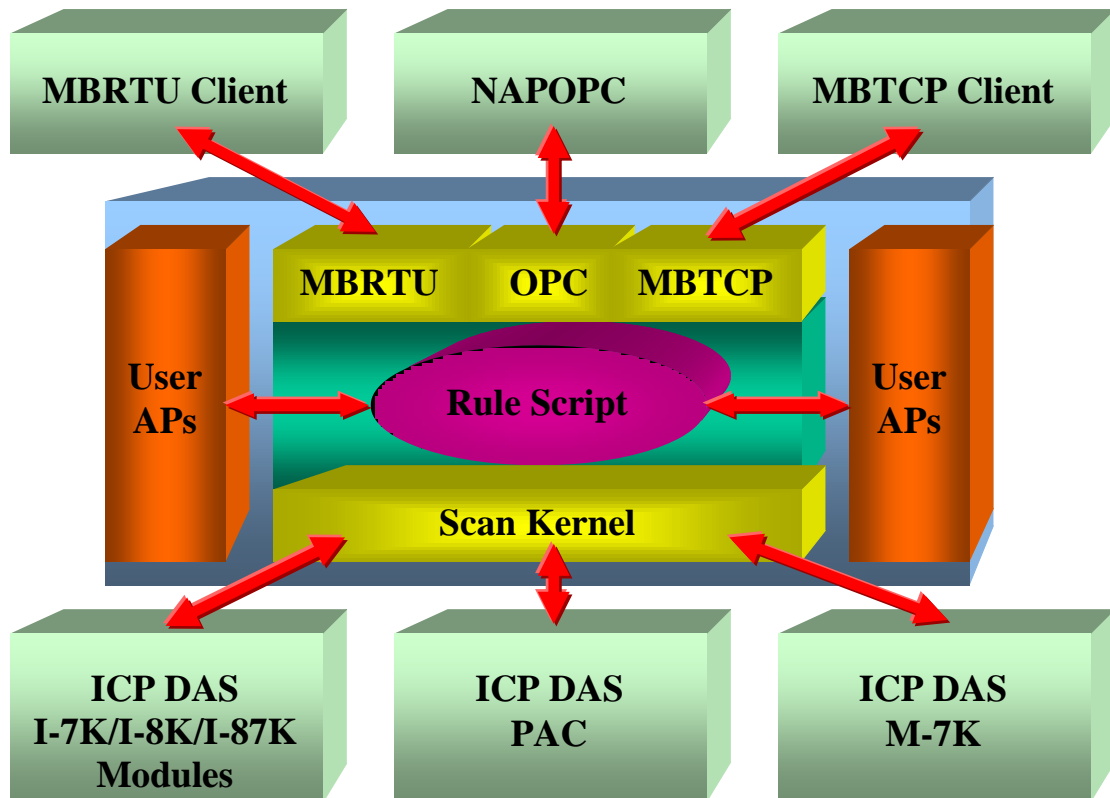 MBRTU Client
NAPOPC
MBTCP Client
MBRTU
OPC
MBTCP
User
APs
Rule Script
User
APs
Scan Kernel
ICP DAS
I-7K/I-8K/I-87K
Modules
ICP DAS
PAC
ICP DAS
M-7K